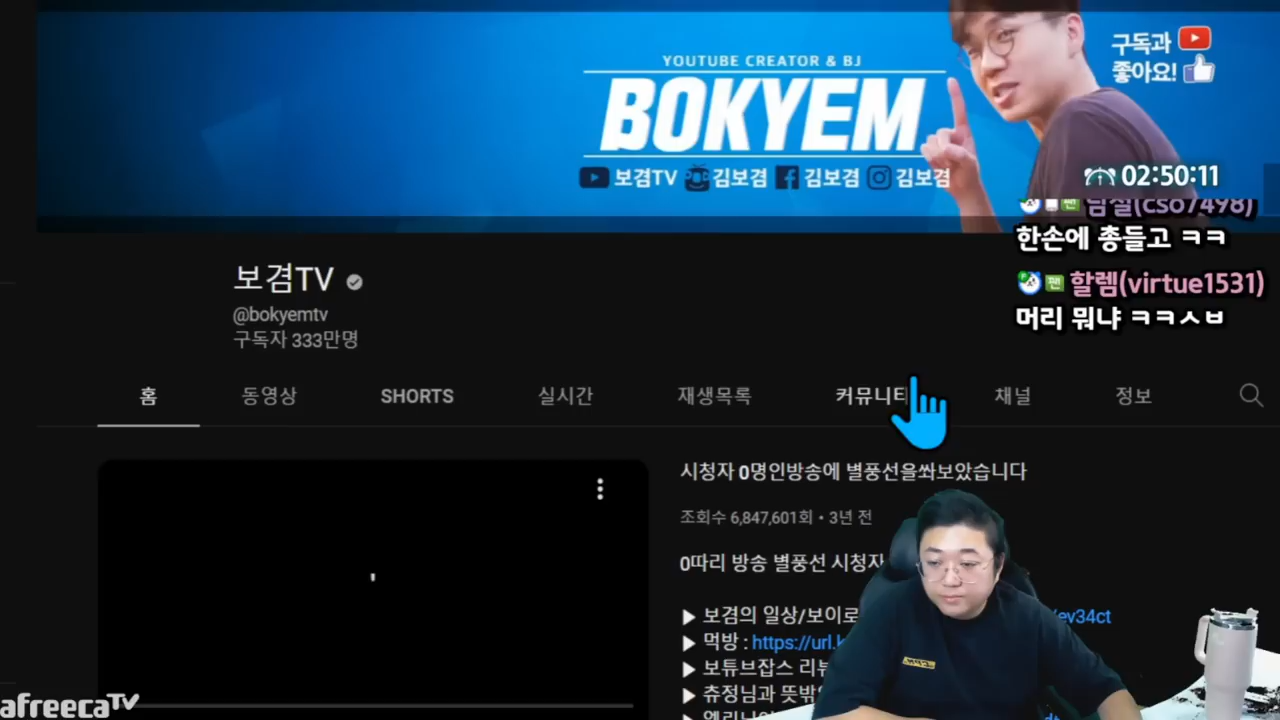 YOUTUBE CREATOR & BJ
BOKYEM
보겸TV 김보겸 김보겸 김보겸
구독과
좋아요!
02:50:11
(cso7498)
한손에 총들고 ㅋㅋ
할렘(virtue1531)
머리 뭐냐 ㅋㅋㅅㅂ
보겸TV
@bokyemtv
구독자 333만명
홈 동영상 SHORTS 실시간 재생목록 커뮤니티 채널 정보
시청자 0명인방송에 별풍선을쏴보았습니다
조회수 6,847,601회 • 3년 전
0따리 방송 별풍선 시청자
▶ 보겸의 일상/보이로 /ev34ct
▶ 먹방 : https://url.k
▶ 보튜브잡스 리뷰
▶ 츄정님과 뜻밖의
afreecaTV